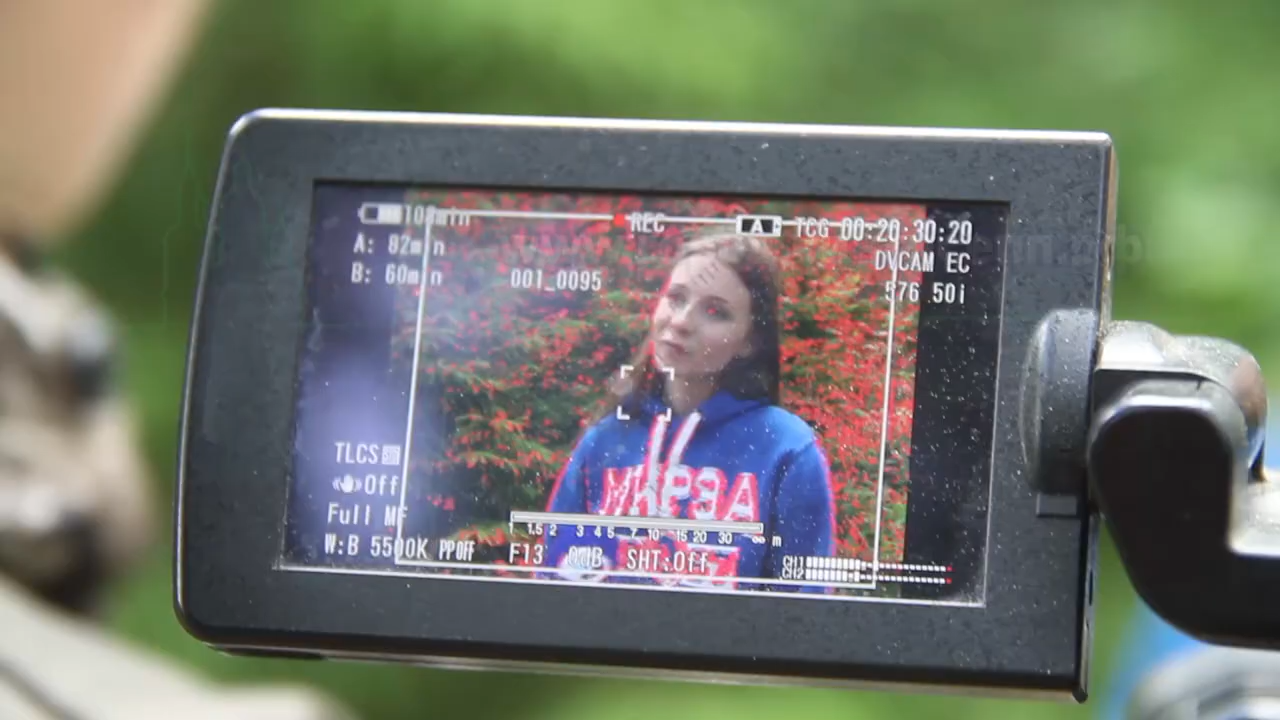 108min
REC
A
TCG 00:20:30:20
A: 82min
DVCAM EC
B: 60min
001_0095
576 50i
TLCS
Off
Full MF
1 1.5 2 3 4 5 7 10 15 20 30 ∞ m
W:B 5500K PPOff
F13 0dB SHT:Off
CH1
CH2